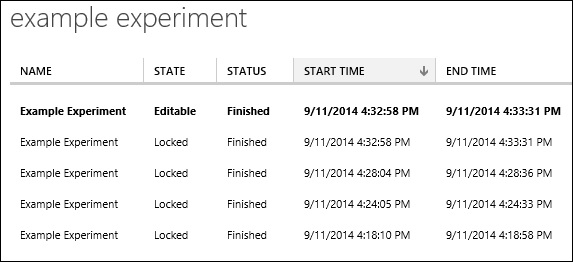 example experiment
NAME STATE STATUS START TIME END TIME
Example Experiment Editable Finished 9/11/2014 4:32:58 PM 9/11/2014 4:33:31 PM
Example Experiment Locked Finished 9/11/2014 4:32:58 PM 9/11/2014 4:33:31 PM
Example Experiment Locked Finished 9/11/2014 4:28:04 PM 9/11/2014 4:28:36 PM
Example Experiment Locked Finished 9/11/2014 4:24:05 PM 9/11/2014 4:24:33 PM
Example Experiment Locked Finished 9/11/2014 4:18:10 PM 9/11/2014 4:18:58 PM